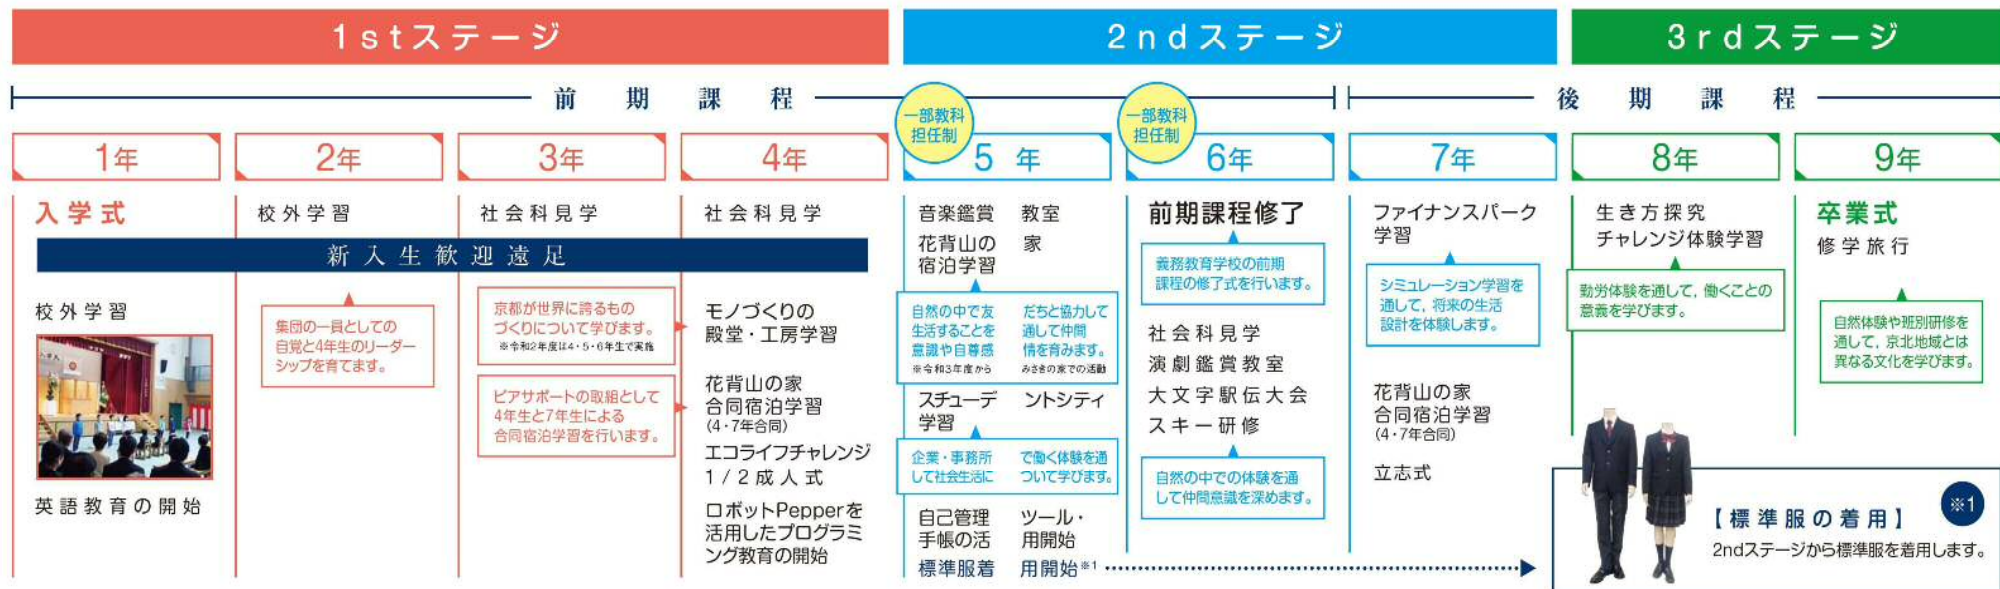 1stステージ
2ndステージ
3rdステージ
前期課程
後期課程
1年
入学式
新入生歓迎遠足
校外学習
英語教育の開始
2年
校外学習
集団の一員としての
自覚と4年生のリーダー
シップを育てます。
3年
社会科見学
京都が世界に誇るもの
づくりについて学びます。
※令和2年度は4・5・6年生で実施
ピアサポートの取組として
4年生と7年生による
合同宿泊学習を行います。
4年
社会科見学
モノづくりの
殿堂・工房学習
花背山の家
合同宿泊学習
(4・7年合同)
エコライフチャレンジ
1/2成人式
ロボットPepperを
活用したプログラミ
ング教育の開始
一部教科
担任制
5 年
音楽鑑賞 教室
花背山の 家
宿泊学習
自然の中で友 だちと協力して
生活することを 通して仲間
意識や自尊感 情を育みます。
※令和3年度から みさきの家での活動
スチューデ ントシティ
学習
企業・事務所 で働く体験を通
して社会生活に ついて学びます。
自己管理 ツール・
手帳の活 用開始
標準服着 用開始※1
一部教科
担任制
6年
前期課程修了
義務教育学校の前期
課程の修了式を行います。
社会科見学
演劇鑑賞教室
大文字駅伝大会
スキー研修
自然の中での体験を通
して仲間意識を深めます。
7年
ファイナンスパーク
学習
シミュレーション学習を
通して,将来の生活
設計を体験します。
花背山の家
合同宿泊学習
(4・7年合同)
立志式
8年
生き方探究
チャレンジ体験学習
勤労体験を通して,働くことの
意義を学びます。
9年
卒業式
修学旅行
自然体験や班別研修を
通して,京北地域とは
異なる文化を学びます。
※1
【標準服の着用】
2ndステージから標準服を着用します。